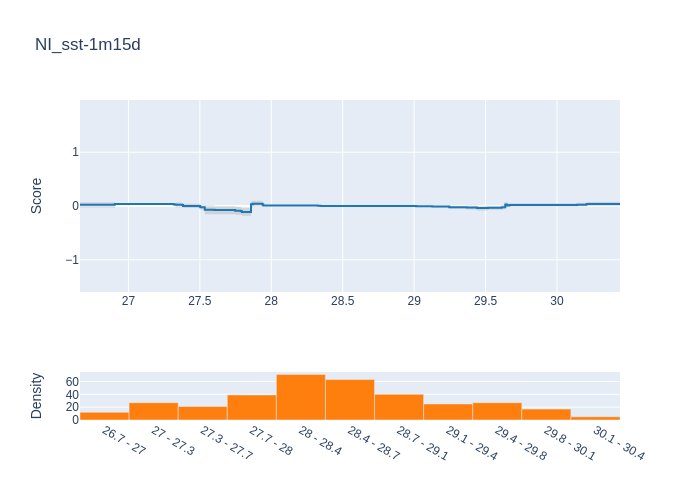 NI_sst-1m15d
Score
1
0
−1
27
27.5
28
28.5
29
29.5
30
Density
60
40
20
0
26.7 - 27
27 - 27.3
27.3 - 27.7
27.7 - 28
28 - 28.4
28.4 - 28.7
28.7 - 29.1
29.1 - 29.4
29.4 - 29.8
29.8 - 30.1
30.1 - 30.4